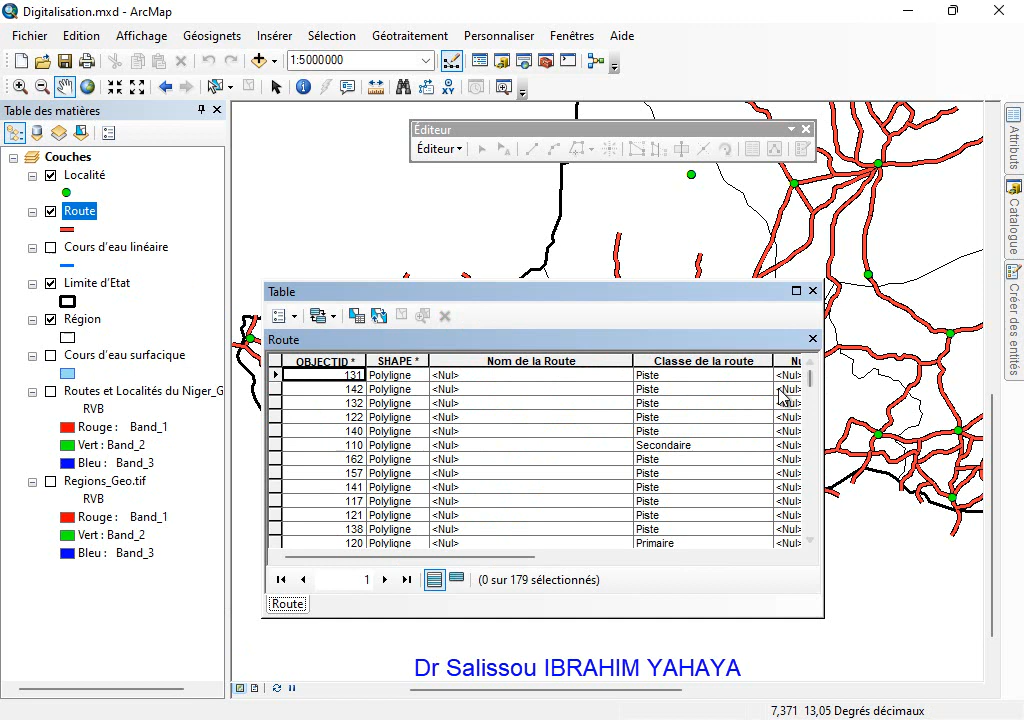 Digitalisation.mxd - ArcMap
Fichier Edition Affichage Géosignets Insérer Sélection Géotraitement Personnaliser Fenêtres Aide
1:5000000
Table des matières
Couches
Localité
Route
Cours d'eau linéaire
Limite d'Etat
Région
Cours d'eau surfacique
Routes et Localités du Niger_G
RVB
Rouge : Band_1
Vert : Band_2
Bleu : Band_3
Regions_Geo.tif
RVB
Rouge : Band_1
Vert : Band_2
Bleu : Band_3
Éditeur
Éditeur
Table
Route
OBJECTID * SHAPE * Nom de la Route Classe de la route Nu
131 Polyligne <Nul> Piste <Nul>
142 Polyligne <Nul> Piste <Nul>
132 Polyligne <Nul> Piste <Nul>
122 Polyligne <Nul> Piste <Nul>
140 Polyligne <Nul> Piste <Nul>
110 Polyligne <Nul> Secondaire <Nul>
162 Polyligne <Nul> Piste <Nul>
157 Polyligne <Nul> Piste <Nul>
141 Polyligne <Nul> Piste <Nul>
117 Polyligne <Nul> Piste <Nul>
121 Polyligne <Nul> Piste <Nul>
138 Polyligne <Nul> Piste <Nul>
120 Polyligne <Nul> Primaire <Nul>
1 (0 sur 179 sélectionnés)
Route
Attributs
Catalogue
Créer des entités
Dr Salissou IBRAHIM YAHAYA
7,371 13,05 Degrés décimaux